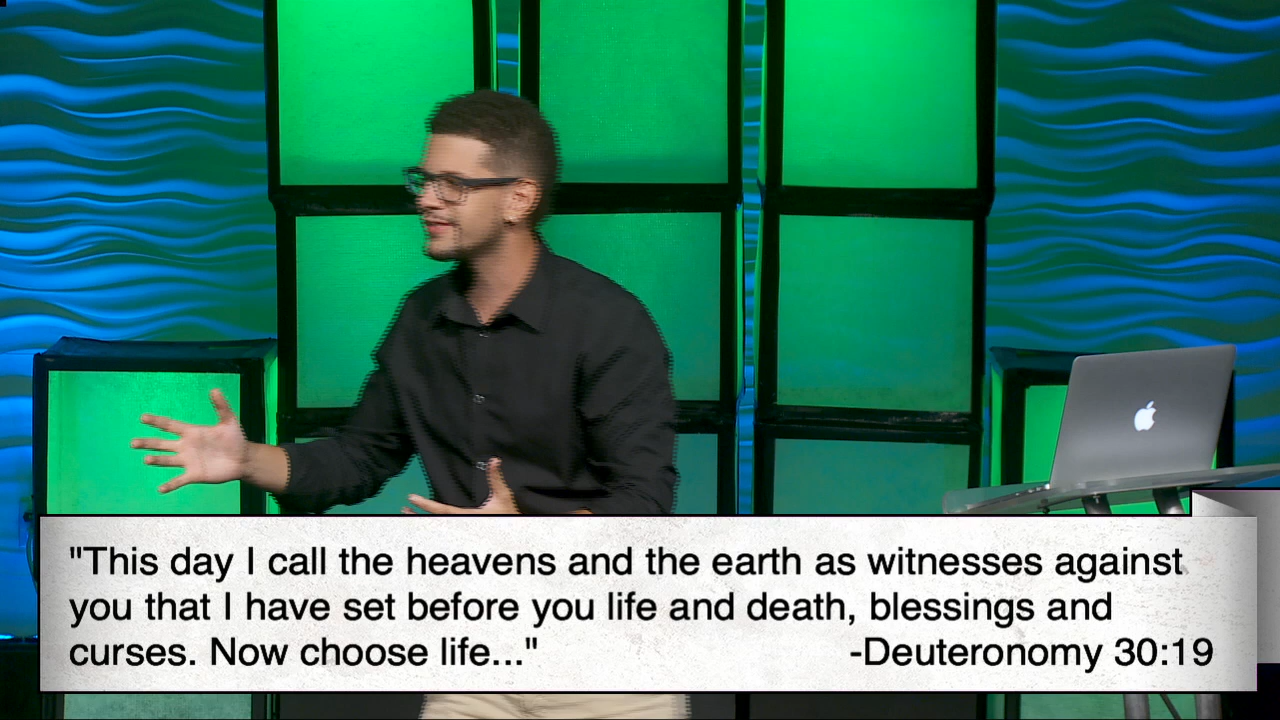 "This day I call the heavens and the earth as witnesses against
you that I have set before you life and death, blessings and
curses. Now choose life..." -Deuteronomy 30:19